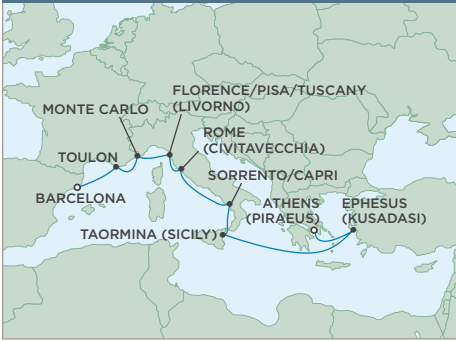 FLORENCE/PISA/TUSCANY
(LIVORNO)
MONTE CARLO
ROME
(CIVITAVECCHIA)
TOULON
SORRENTO/CAPRI
BARCELONA
ATHENS
(PIRAEUS)
EPHESUS
(KUSADASI)
TAORMINA (SICILY)